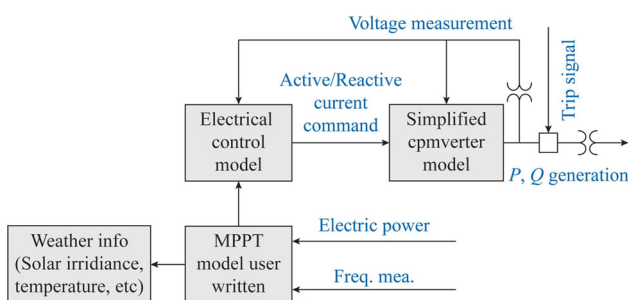 Voltage measurement
Trip signal
Active/Reactive
current
command
Electrical
control
model
Simplified
cpmverter
model
P, Q generation
Electric power
Weather info
(Solar irridiance,
temperature, etc)
MPPT
model user
written
Freq. mea.